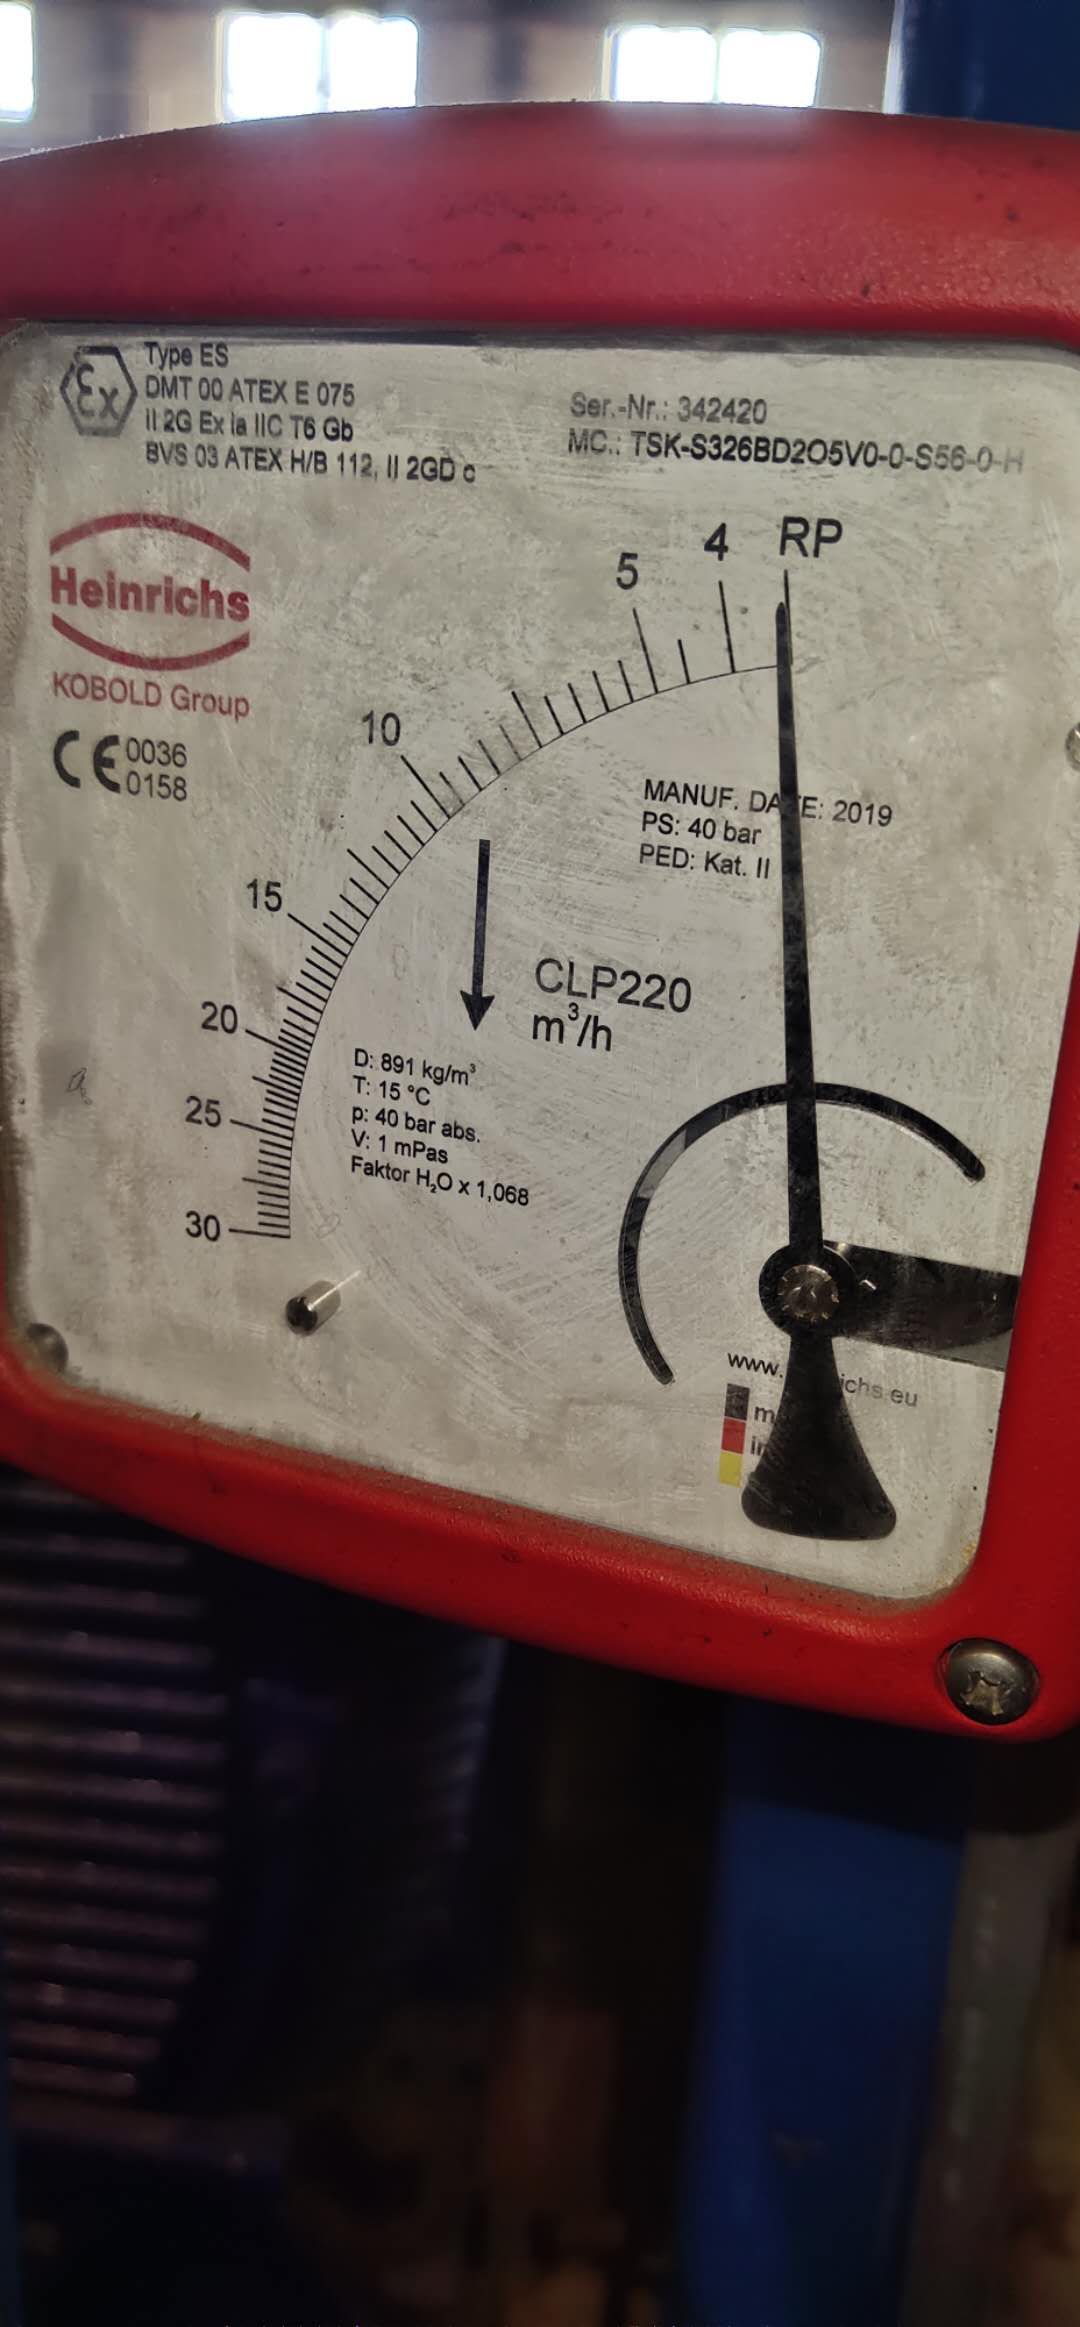 Type ES
DMT 00 ATEX E 075
II 2G Ex ia IIC T6 Gb
BVS 03 ATEX H/B 112, II 2GD c
Ser.-Nr.: 342420
MC.: TSK-S326BD2O5V0-0-S56-0-H
Ex
Heinrichs
KOBOLD Group
CE 0036
0158
RP
4
5
10
15
20
25
30
MANUF. DA E: 2019
PS: 40 bar
PED: Kat. II
CLP220
m³/h
D: 891 kg/m³
T: 15 °C
p: 40 bar abs.
V: 1 mPas
Faktor H₂O x 1,068
www. ichs.eu